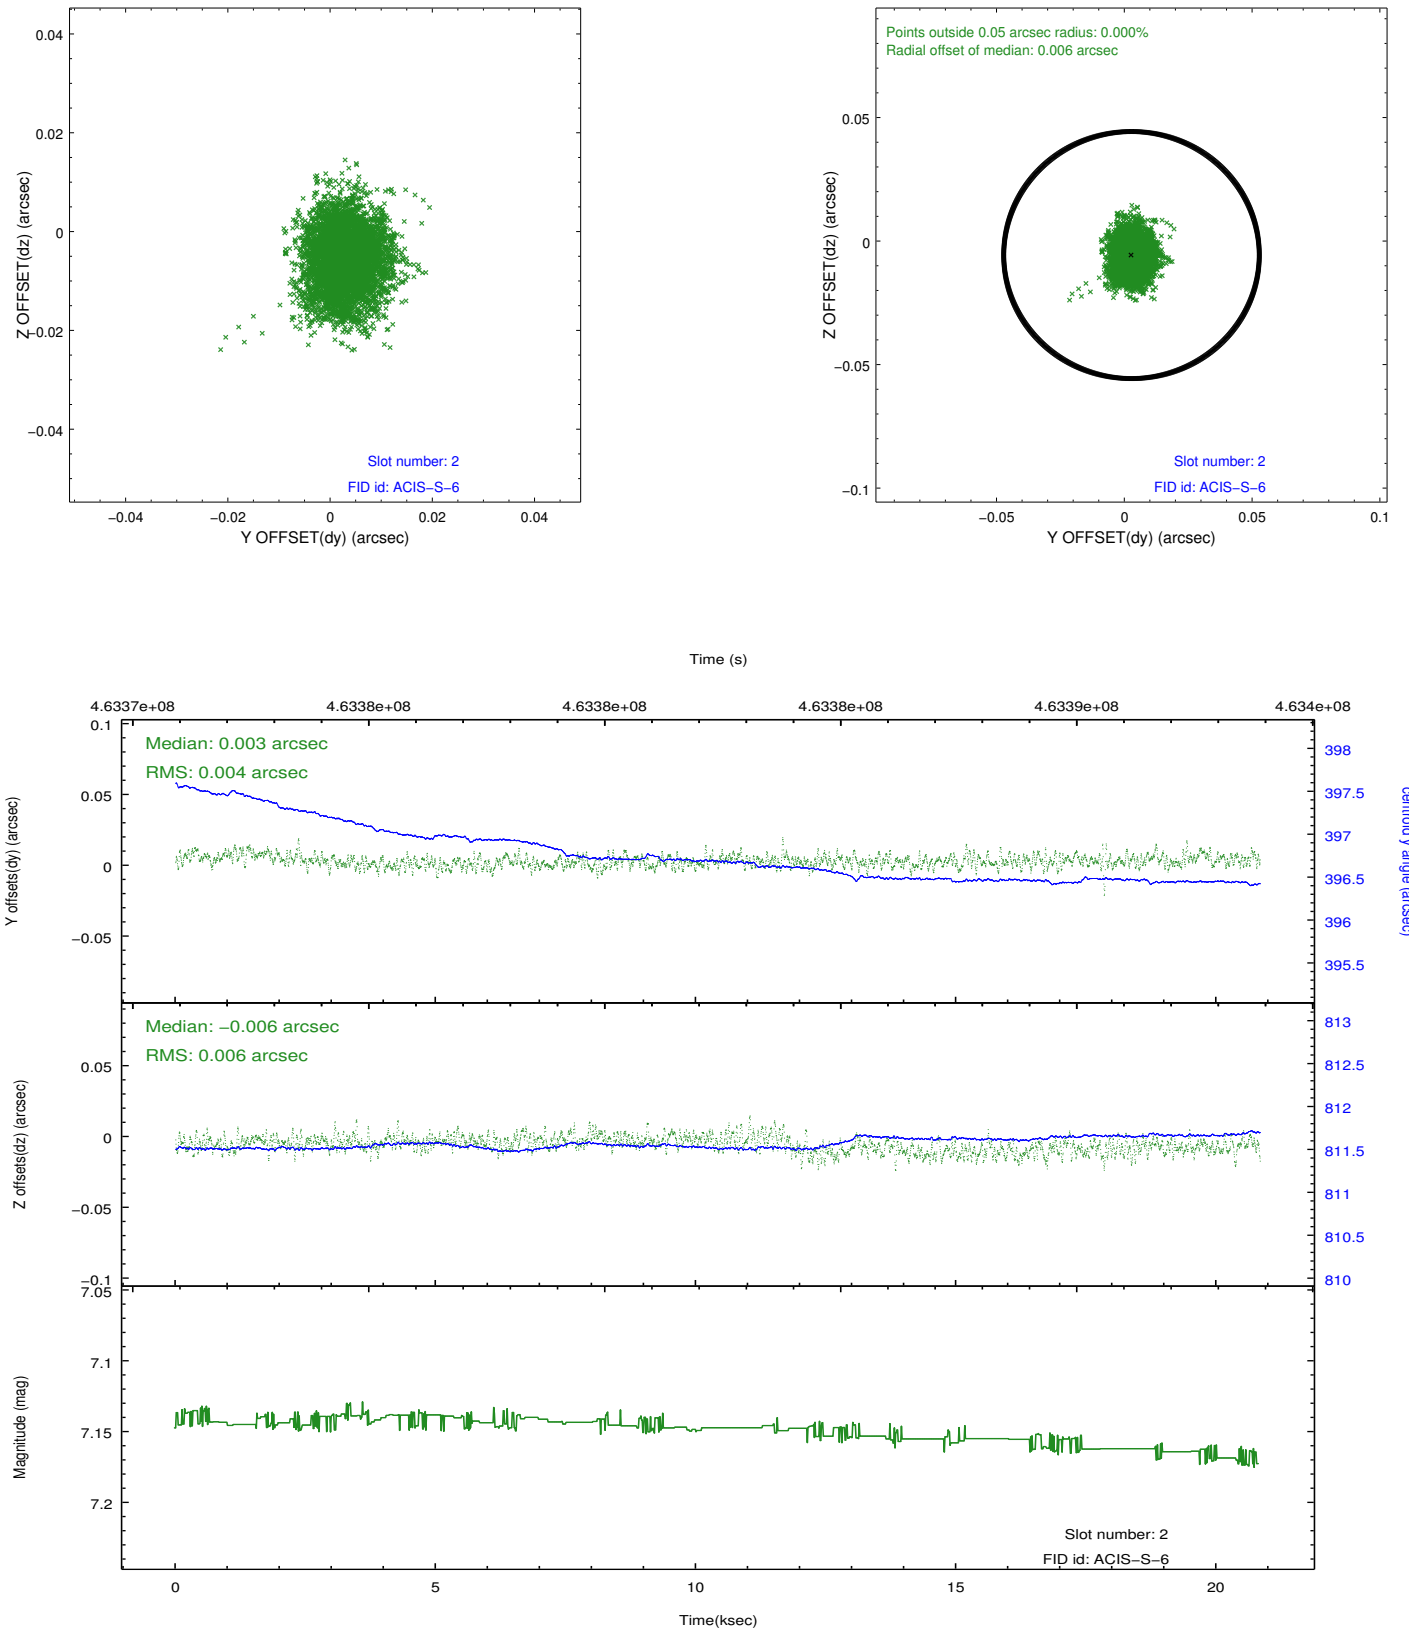 0.04
0.02
0
−0.02
−0.04
Z OFFSET(dz) (arcsec)
Slot number: 2
FID id: ACIS−S−6
−0.04 −0.02 0 0.02 0.04
Y OFFSET(dy) (arcsec)
Points outside 0.05 arcsec radius: 0.000%
Radial offset of median: 0.006 arcsec
0.05
0
−0.05
−0.1
Z OFFSET(dz) (arcsec)
Slot number: 2
FID id: ACIS−S−6
−0.05 0 0.05 0.1
Y OFFSET(dy) (arcsec)
Time (s)
4.6337e+08 4.6338e+08 4.6338e+08 4.6338e+08 4.6339e+08 4.634e+08
Median: 0.003 arcsec
RMS: 0.004 arcsec
0.1
0.05
0
−0.05
Y offsets(dy) (arcsec)
398
397.5
397
396.5
396
395.5
centroid y angle (arcsec)
Median: −0.006 arcsec
RMS: 0.006 arcsec
0.05
0
−0.05
−0.1
Z offsets(dz) (arcsec)
813
812.5
812
811.5
811
810.5
810
7.05
7.1
7.15
7.2
Magnitude (mag)
Slot number: 2
FID id: ACIS−S−6
0 5 10 15 20
Time(ksec)